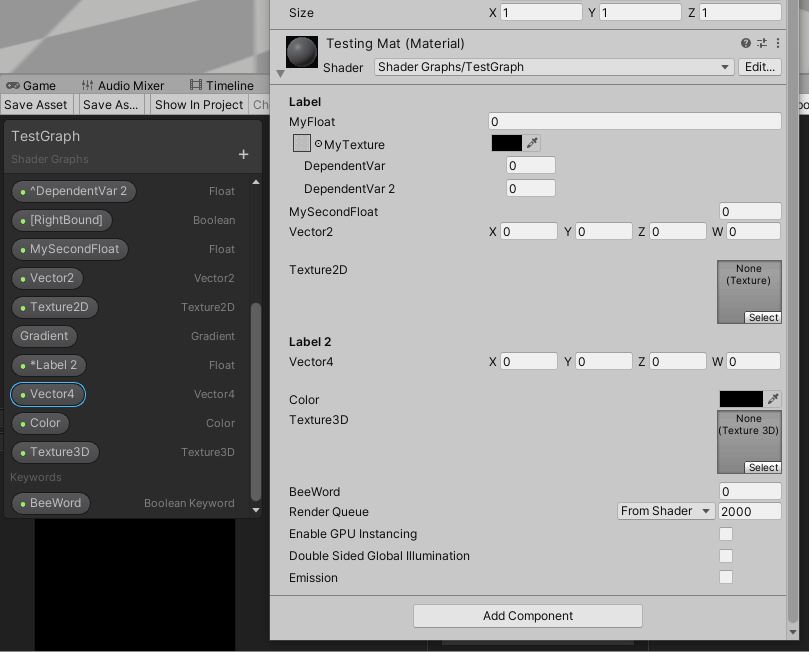 Size X 1 Y 1 Z 1
Testing Mat (Material)
Shader Shader Graphs/TestGraph Edit...
Game Audio Mixer Timeline
Save Asset Save As... Show In Project Ch
TestGraph
Shader Graphs
+
^DependentVar 2 Float
[RightBound] Boolean
MySecondFloat Float
Vector2 Vector2
Texture2D Texture2D
Gradient Gradient
*Label 2 Float
Vector4 Vector4
Color Color
Texture3D Texture3D
Keywords
BeeWord Boolean Keyword
Label
MyFloat 0
MyTexture
DependentVar 0
DependentVar 2 0
MySecondFloat 0
Vector2 X 0 Y 0 Z 0 W 0
Texture2D
None
(Texture)
Select
Label 2
Vector4 X 0 Y 0 Z 0 W 0
Color
Texture3D
None
(Texture 3D)
Select
BeeWord 0
Render Queue From Shader 2000
Enable GPU Instancing
Double Sided Global Illumination
Emission
Add Component